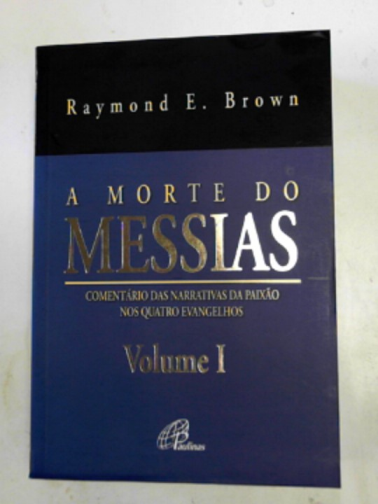 Raymond E. Brown
A MORTE DO
MESSIAS
COMENTÁRIO DAS NARRATIVAS DA PAIXÃO
NOS QUATRO EVANGELHOS
Volume I
Paulinas